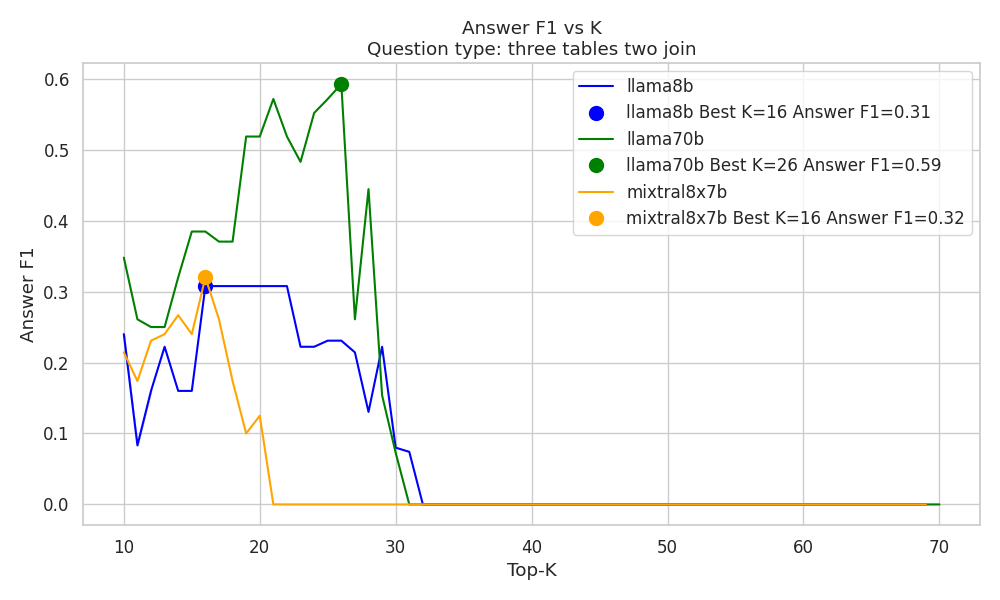 Answer F1 vs K
Question type: three tables two join
llama8b
llama8b Best K=16 Answer F1=0.31
llama70b
llama70b Best K=26 Answer F1=0.59
mixtral8x7b
mixtral8x7b Best K=16 Answer F1=0.32
Answer F1
0.6
0.5
0.4
0.3
0.2
0.1
0.0
10 20 30 40 50 60 70
Top-K